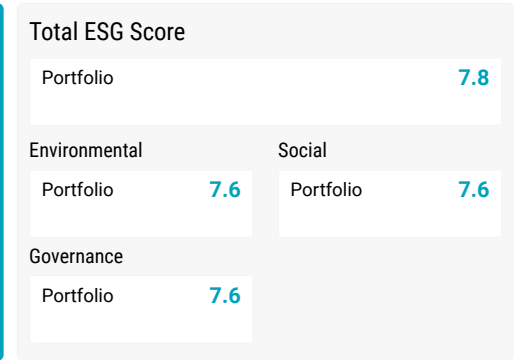 Total ESG Score
Portfolio 7.8
Environmental Social
Portfolio 7.6 Portfolio 7.6
Governance
Portfolio 7.6